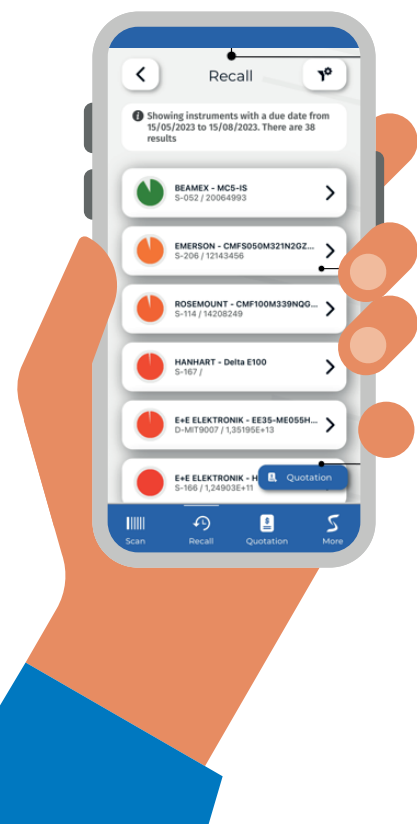 Recall
Showing instruments with a due date from
15/05/2023 to 15/08/2023. There are 38
results
BEAMEX - MC5-IS
S-052 / 20064993
EMERSON - CMFS050M321N2GZ...
S-206 / 12143456
ROSEMOUNT - CMF100M339NQG...
S-114 / 14208249
HANHART - Delta E100
S-167 /
E+E ELEKTRONIK - EE35-ME055H...
D-MIT9007 / 1,35195E+13
E+E ELEKTRONIK - H
S-166 / 1,24903E+11
Quotation
Scan Recall Quotation More